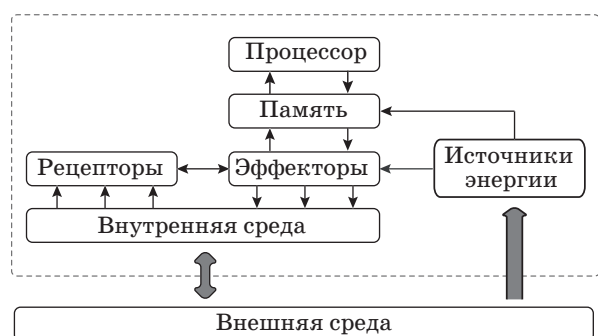 Процессор
Память
Рецепторы
Эффекторы
Источники
энергии
Внутренняя среда
Внешняя среда